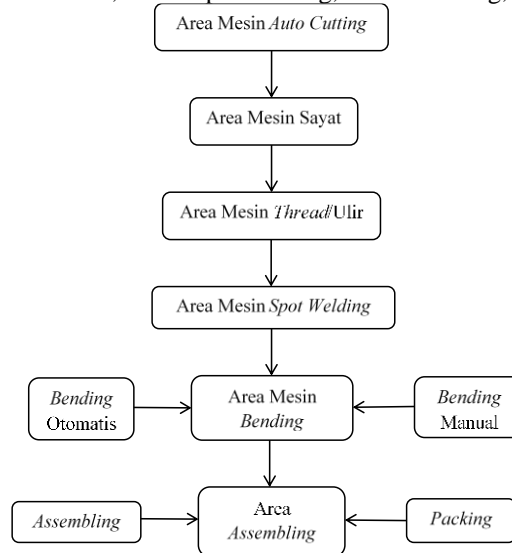 Area Mesin Auto Cutting
Area Mesin Sayat
Area Mesin Thread/Ulir
Area Mesin Spot Welding
Bending
Otomatis
Area Mesin
Bending
Bending
Manual
Assembling
Area
Assembling
Packing